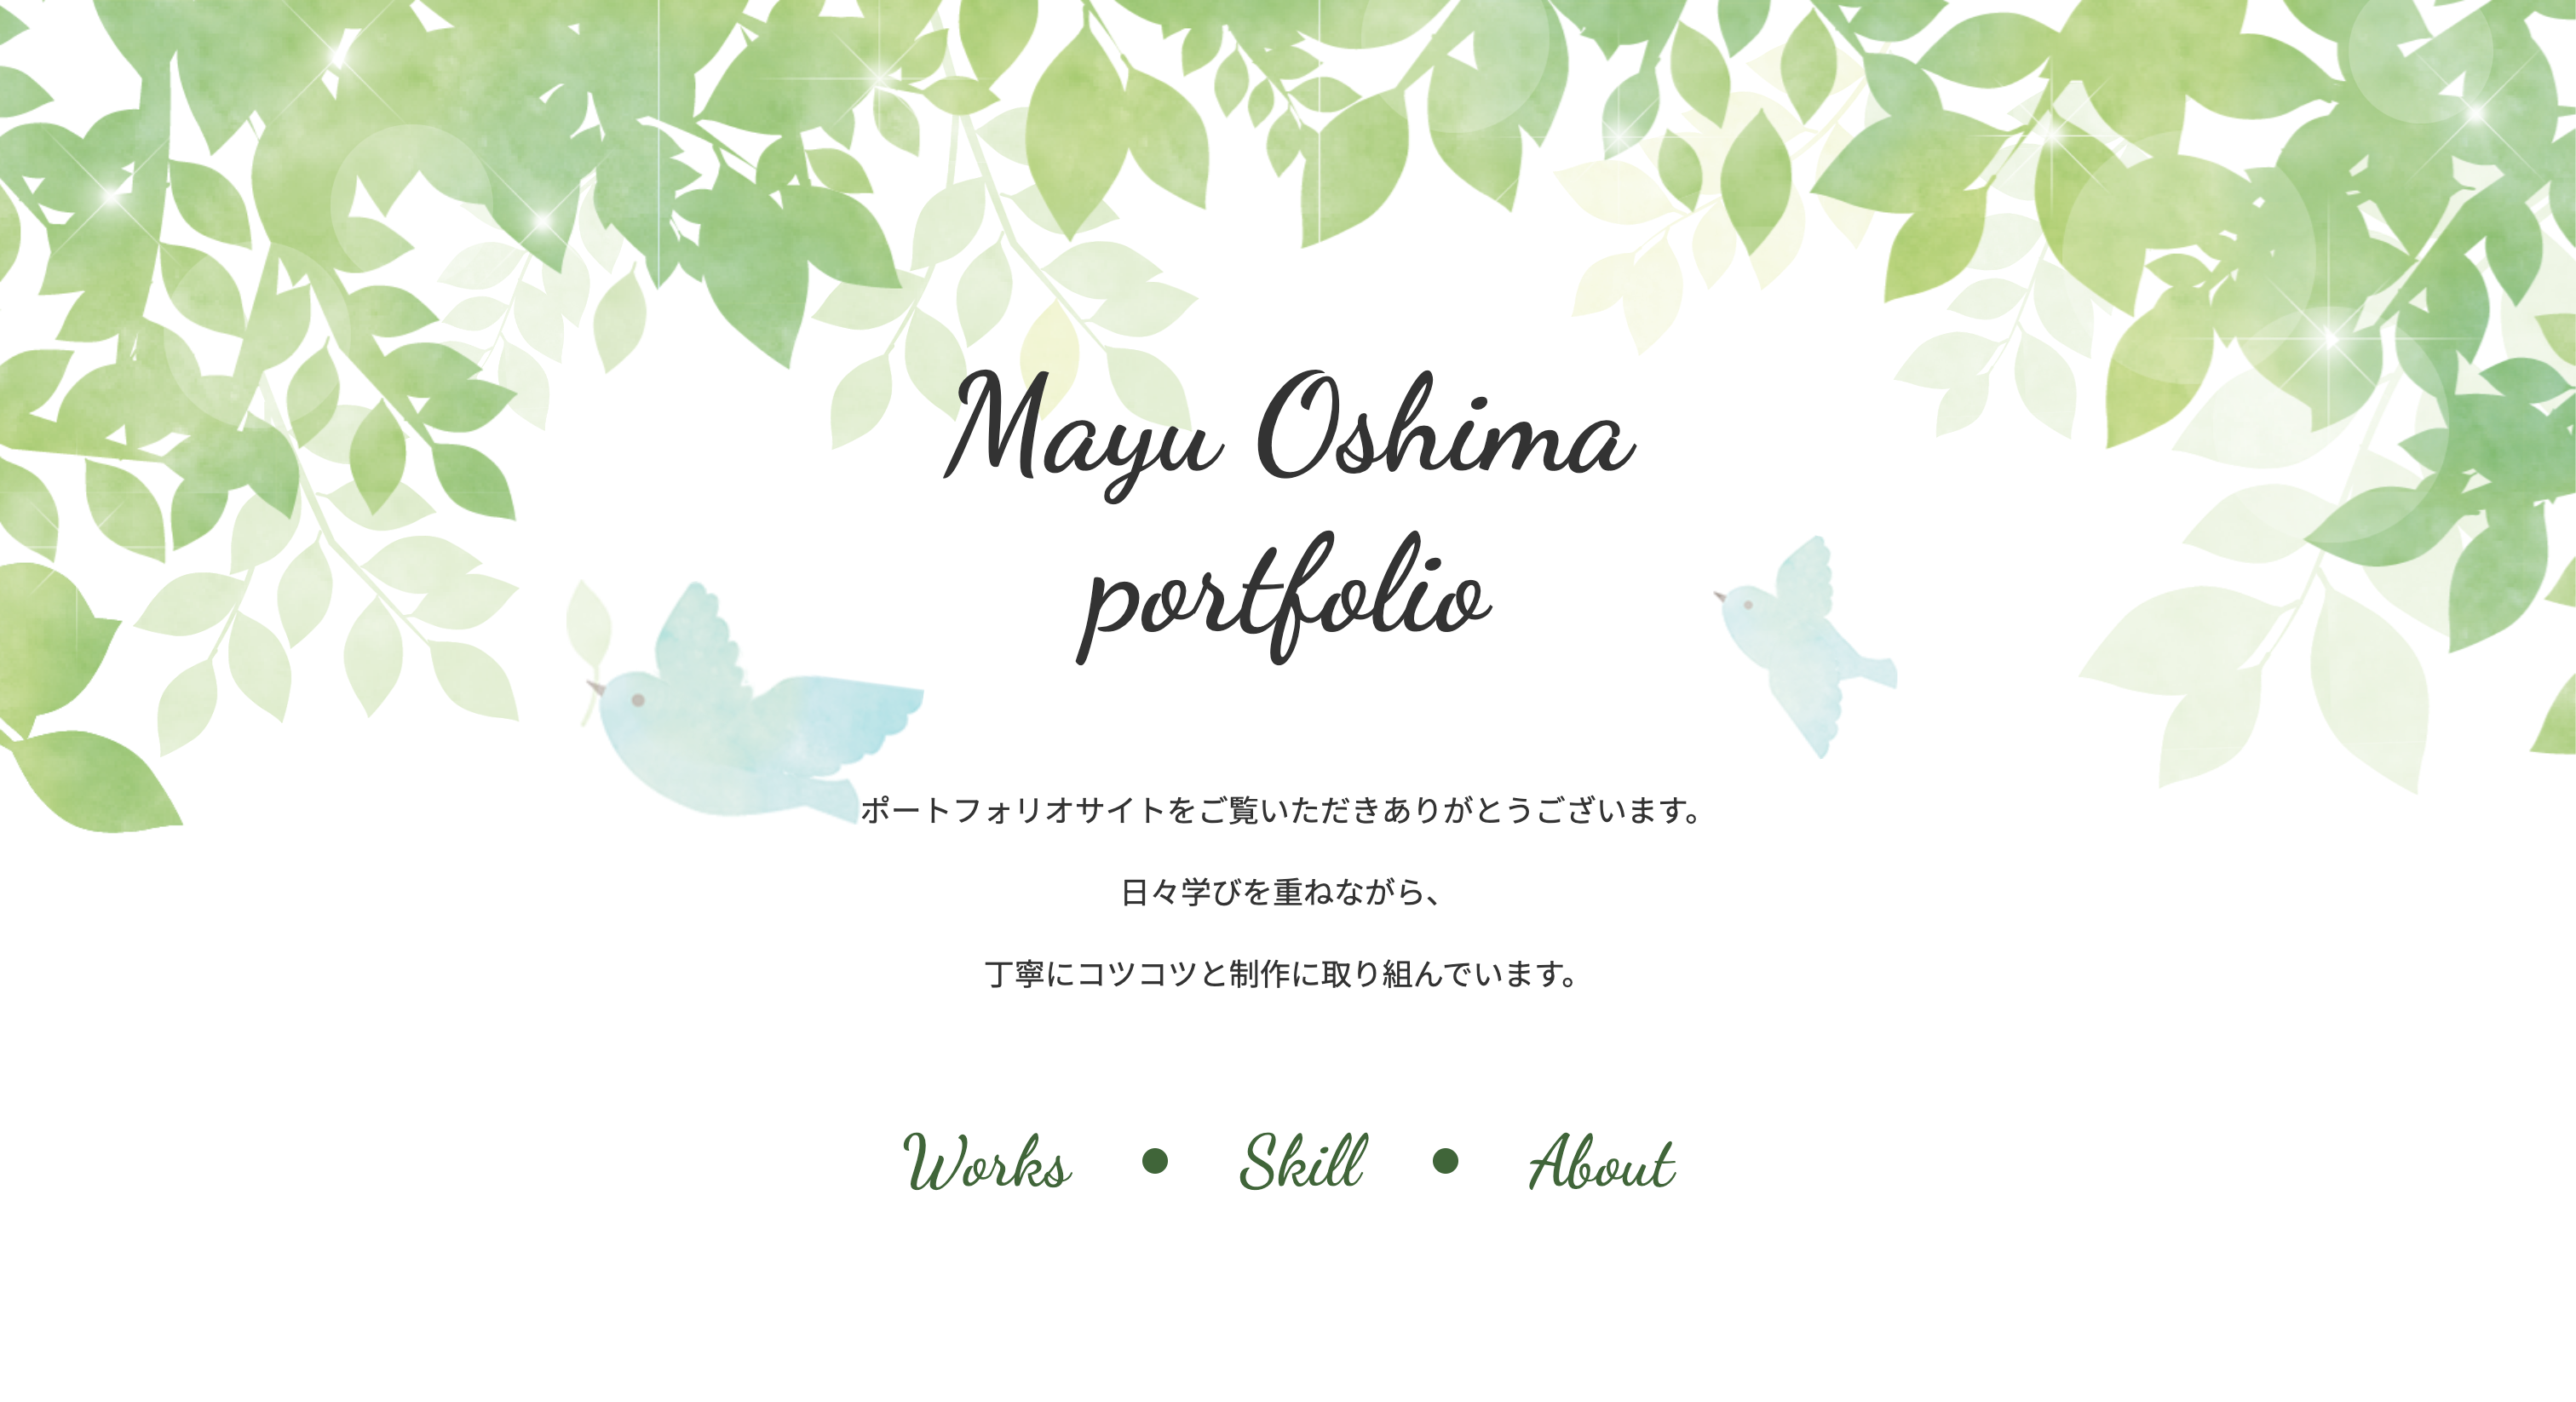 Mayu Oshima
portfolio
ポートフォリオサイトをご覧いただきありがとうございます。
日々学びを重ねながら、
丁寧にコツコツと制作に取り組んでいます。
Works ● Skill ● About